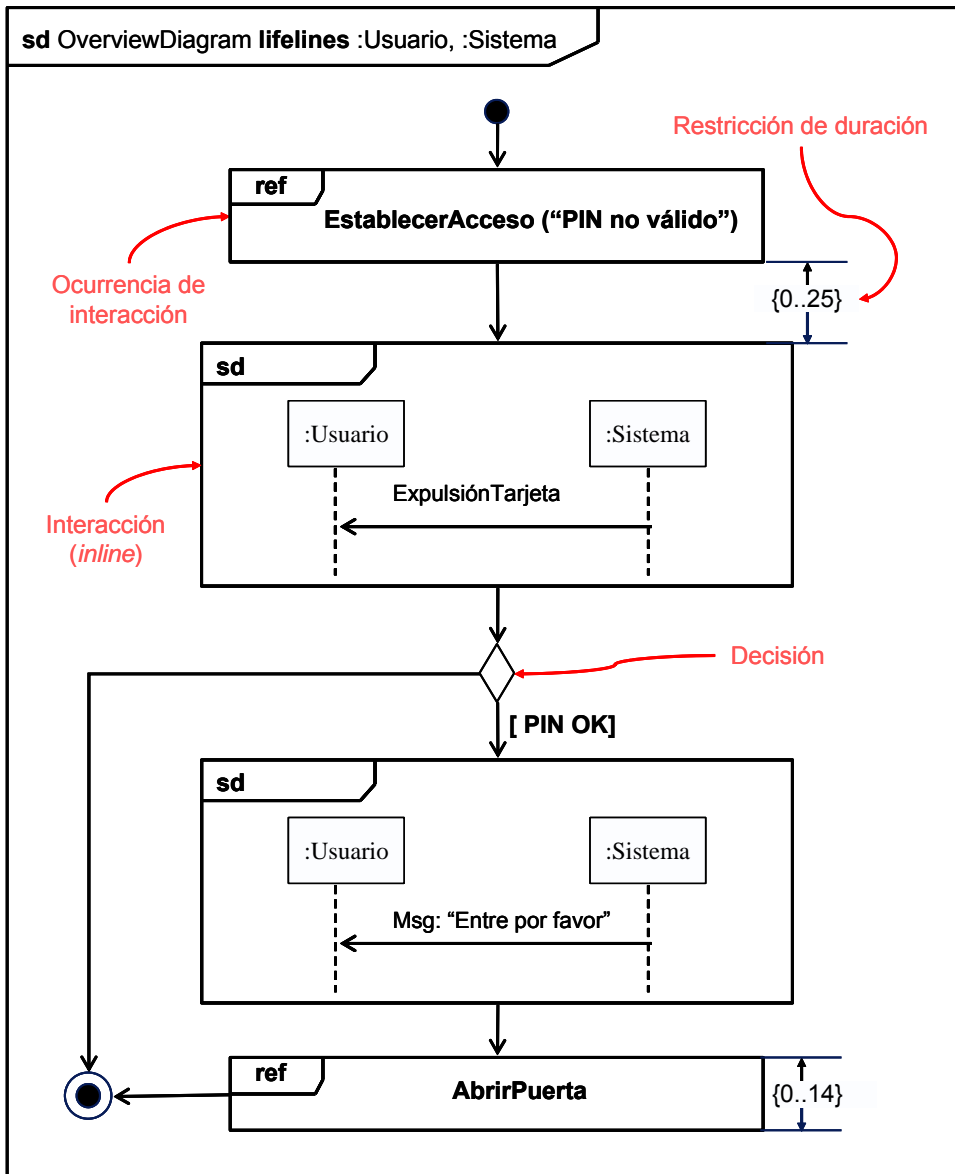 sd OverviewDiagram lifelines :Usuario, :Sistema
Restricción de duración
ref
EstablecerAcceso (“PIN no válido”)
Ocurrencia de
interacción
{0..25}
sd
:Usuario
:Sistema
ExpulsiónTarjeta
Interacción
(inline)
Decisión
[ PIN OK]
sd
:Usuario
:Sistema
Msg: “Entre por favor”
ref
AbrirPuerta
{0..14}